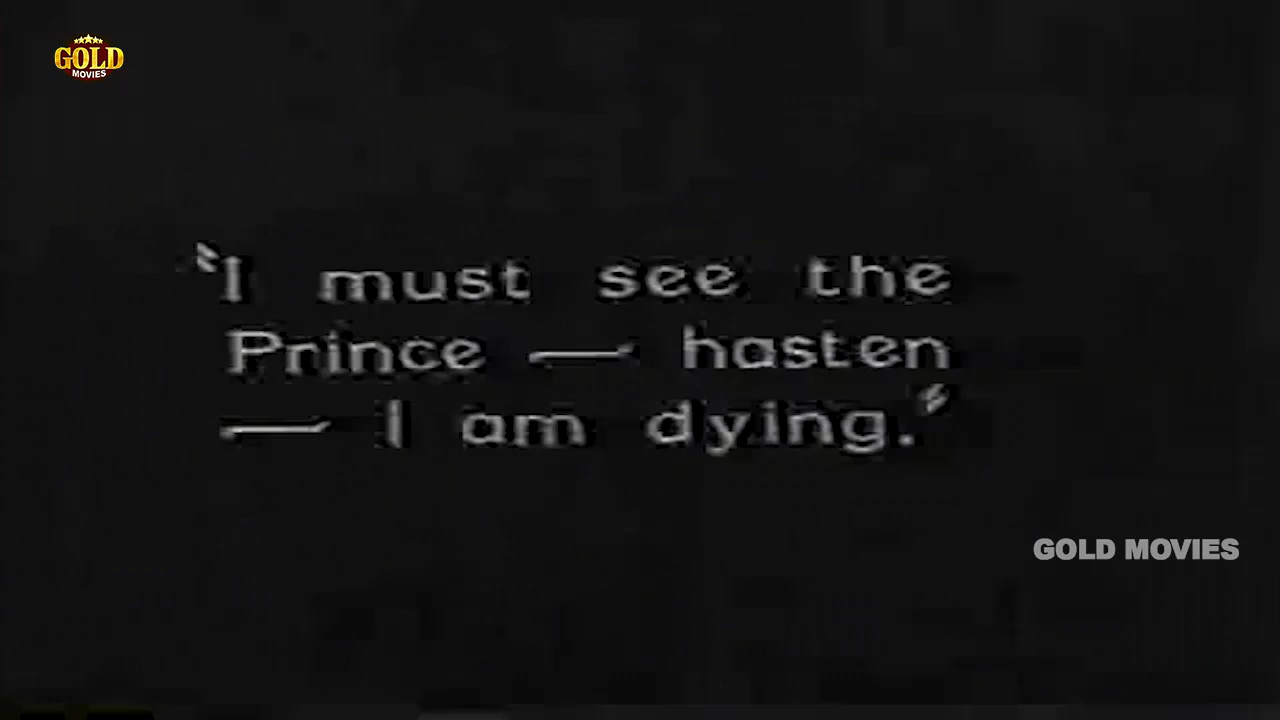 GOLD
MOVIES
"I must see the
Prince — hasten
— I am dying."
GOLD MOVIES